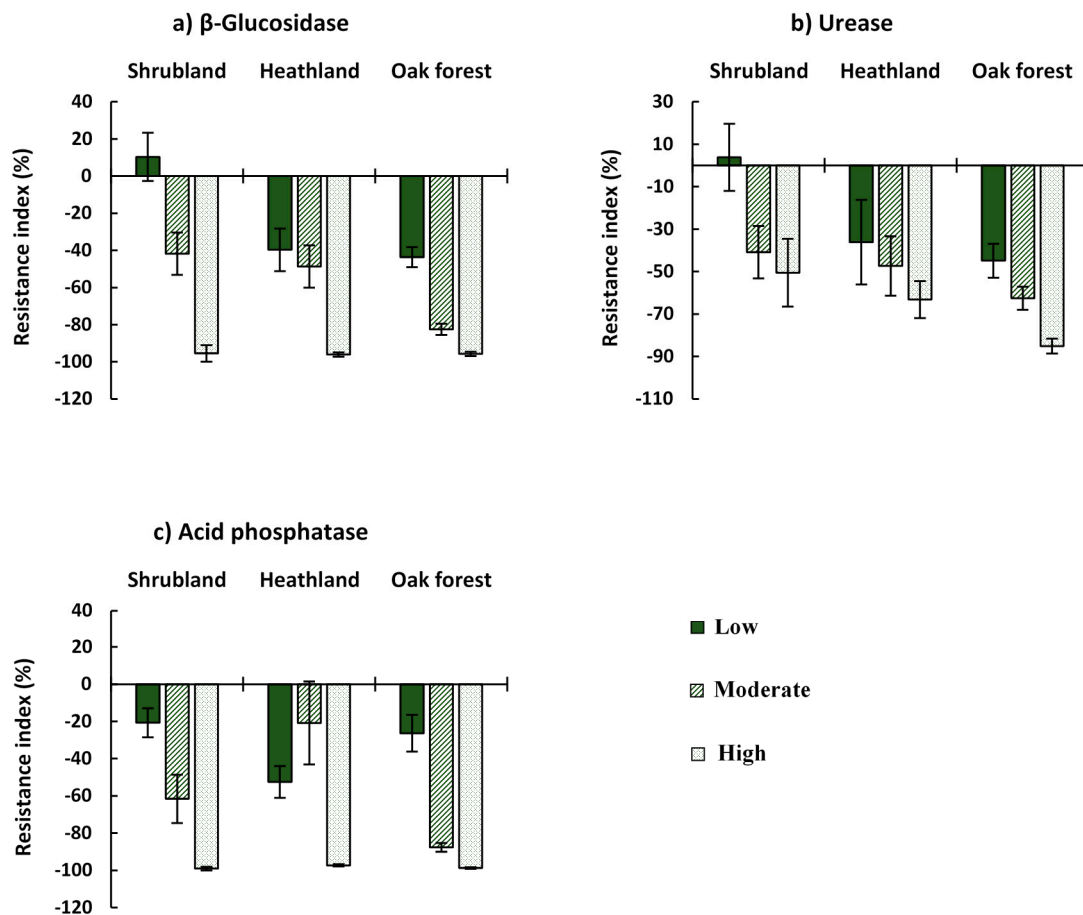 a) β-Glucosidase
Shrubland Heathland Oak forest
Resistance index (%)
40
20
0
-20
-40
-60
-80
-100
-120
b) Urease
Shrubland Heathland Oak forest
Resistance index (%)
30
10
-10
-30
-50
-70
-90
-110
c) Acid phosphatase
Shrubland Heathland Oak forest
Resistance index (%)
40
20
0
-20
-40
-60
-80
-100
-120
Low
Moderate
High